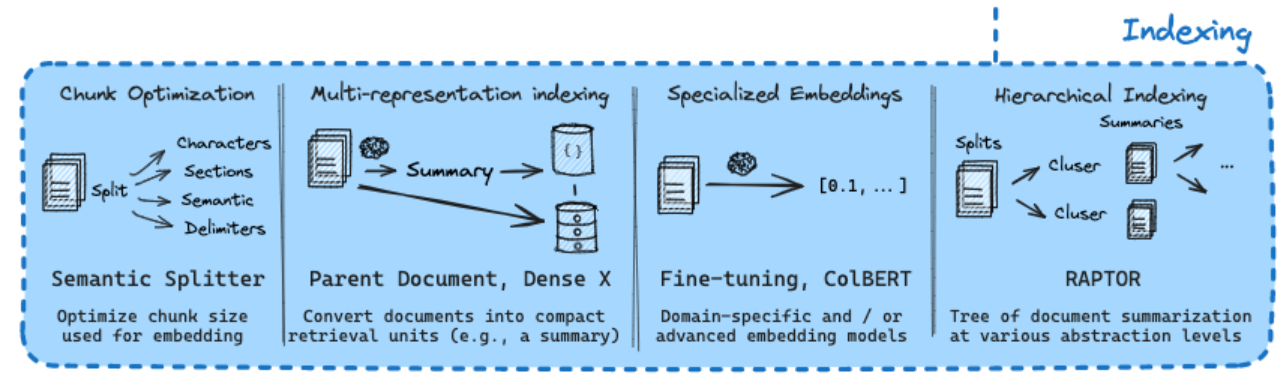 Indexing
Chunk Optimization
Split
Characters
Sections
Semantic
Delimiters
Semantic Splitter
Optimize chunk size
used for embedding
Multi-representation indexing
Summary
{}
Parent Document, Dense X
Convert documents into compact
retrieval units (e.g., a summary)
Specialized Embeddings
[0.1, ...]
Fine-tuning, ColBERT
Domain-specific and / or
advanced embedding models
Hierarchical Indexing
Summaries
Splits
Cluser
Cluser
...
RAPTOR
Tree of document summarization
at various abstraction levels